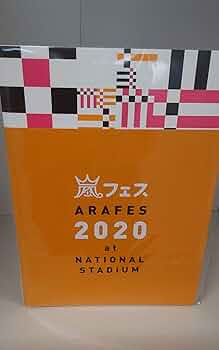 嵐フェス
ARAFES
2020
at
NATIONAL
STADIUM